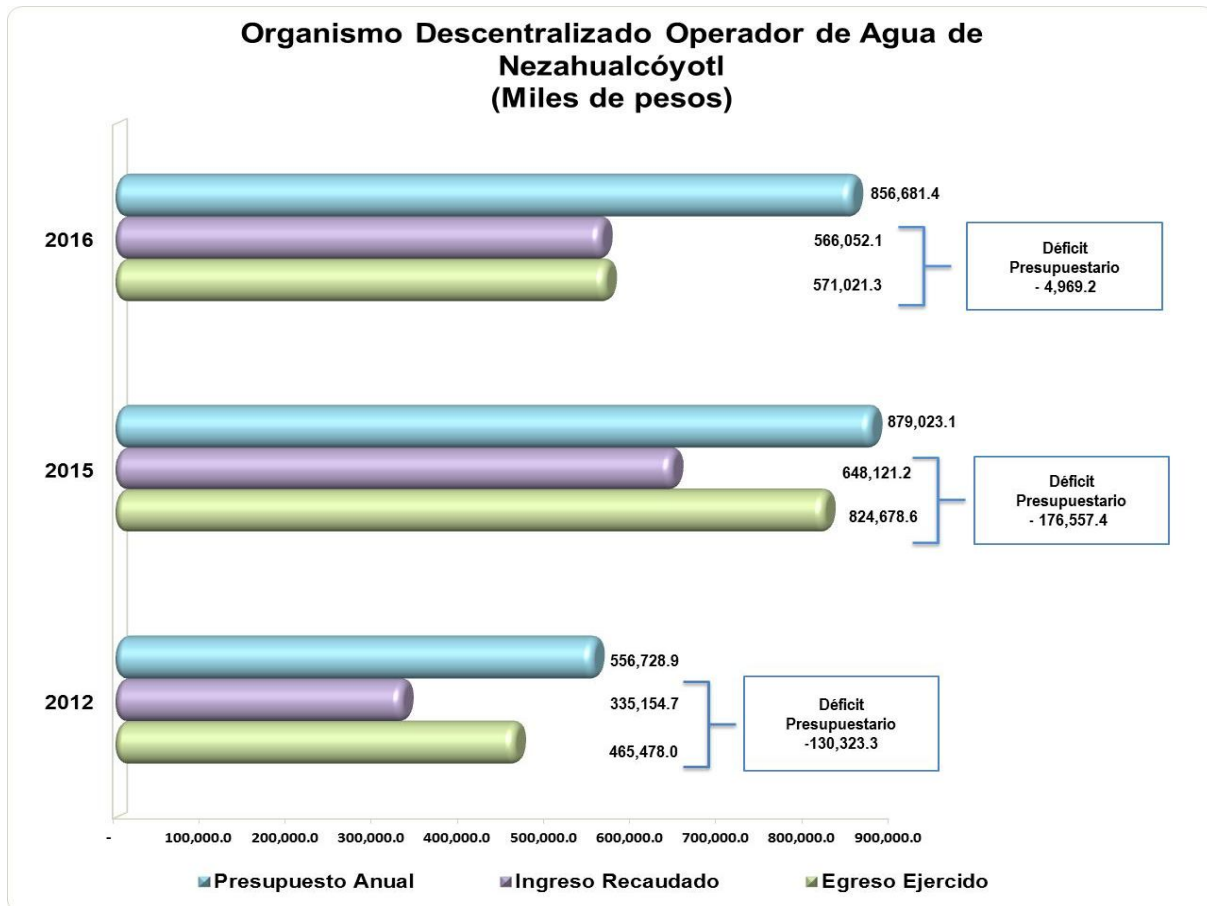 Organismo Descentralizado Operador de Agua de
Nezahualcóyotl
(Miles de pesos)
2016
856,681.4
566,052.1
571,021.3
Déficit
Presupuestario
- 4,969.2
2015
879,023.1
648,121.2
824,678.6
Déficit
Presupuestario
- 176,557.4
2012
556,728.9
335,154.7
465,478.0
Déficit
Presupuestario
-130,323.3
- 100,000.0 200,000.0 300,000.0 400,000.0 500,000.0 600,000.0 700,000.0 800,000.0 900,000.0
Presupuesto Anual Ingreso Recaudado Egreso Ejercido